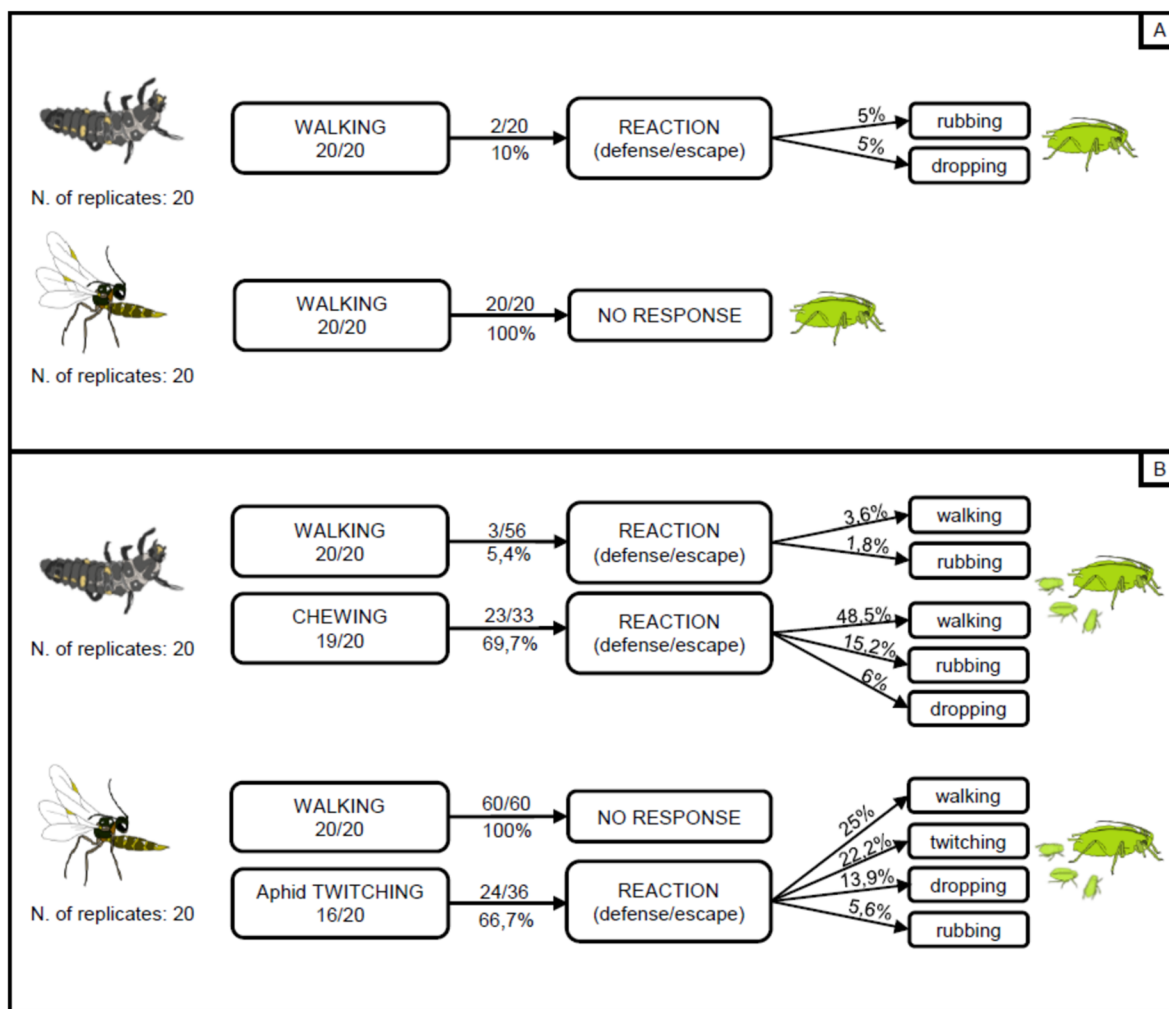 A
WALKING
20/20
2/20
10%
REACTION
(defense/escape)
5%
5%
rubbing
dropping
N. of replicates: 20
WALKING
20/20
20/20
100%
NO RESPONSE
N. of replicates: 20
B
WALKING
20/20
3/56
5,4%
REACTION
(defense/escape)
3,6%
1,8%
walking
rubbing
CHEWING
19/20
23/33
69,7%
REACTION
(defense/escape)
48,5%
15,2%
6%
walking
rubbing
dropping
N. of replicates: 20
WALKING
20/20
60/60
100%
NO RESPONSE
Aphid TWITCHING
16/20
24/36
66,7%
REACTION
(defense/escape)
25%
22,2%
13,9%
5,6%
walking
twitching
dropping
rubbing
N. of replicates: 20